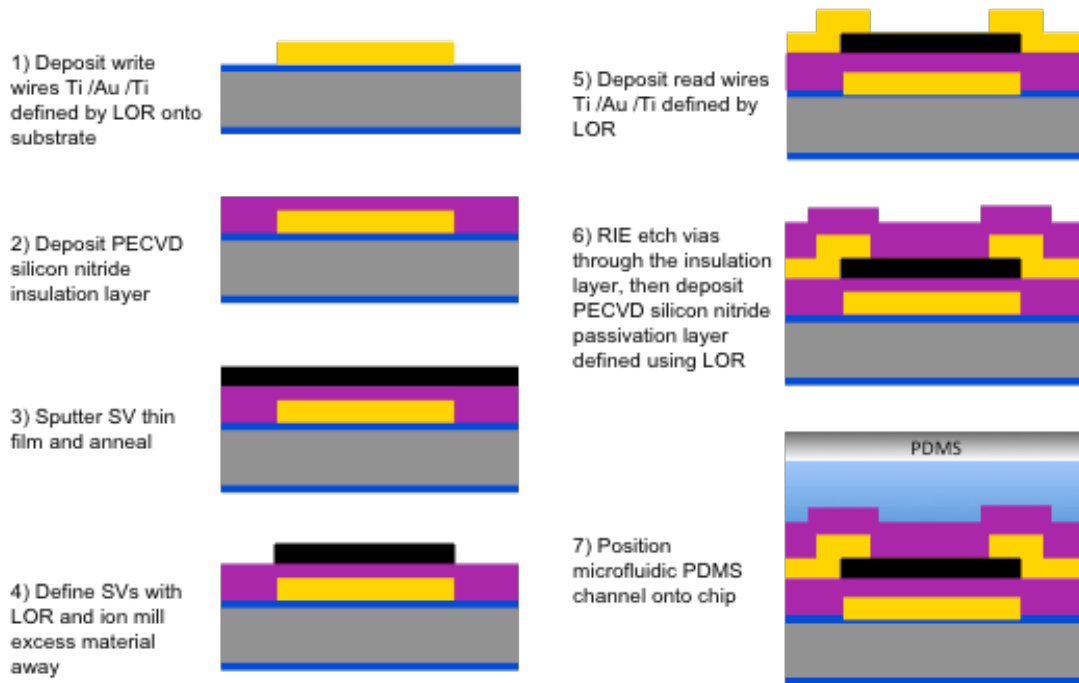 1) Deposit write
wires Ti /Au /Ti
defined by LOR onto
substrate
2) Deposit PECVD
silicon nitride
insulation layer
3) Sputter SV thin
film and anneal
4) Define SVs with
LOR and ion mill
excess material
away
5) Deposit read wires
Ti /Au /Ti defined by
LOR
6) RIE etch vias
through the insulation
layer, then deposit
PECVD silicon nitride
passivation layer
defined using LOR
7) Position
microfluidic PDMS
channel onto chip
PDMS